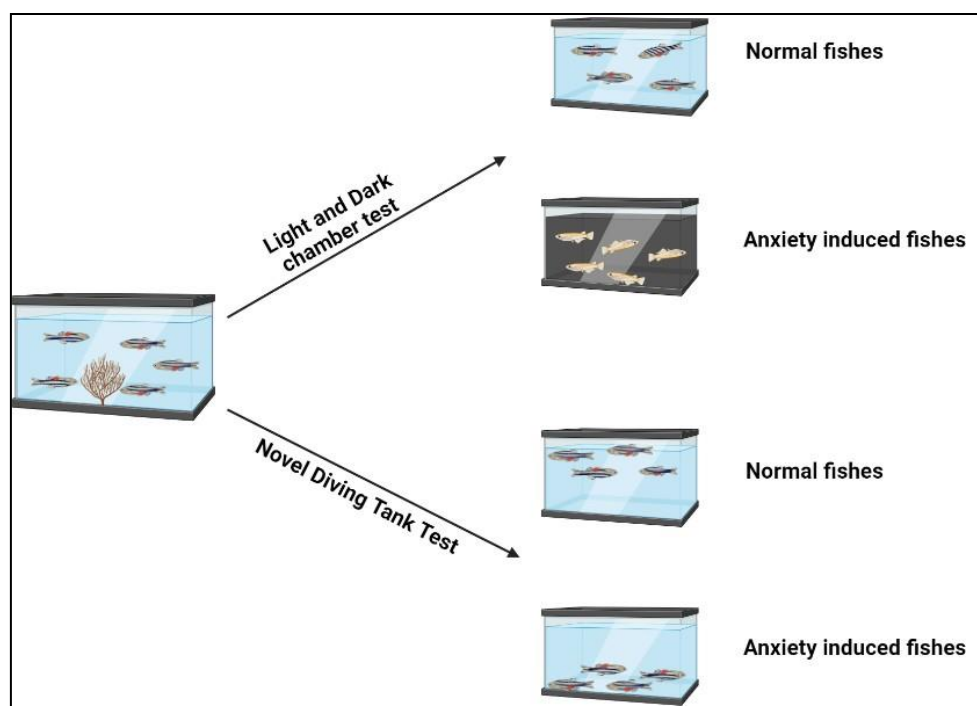 Normal fishes
Light and Dark
chamber test
Anxiety induced fishes
Novel Diving Tank Test
Normal fishes
Anxiety induced fishes